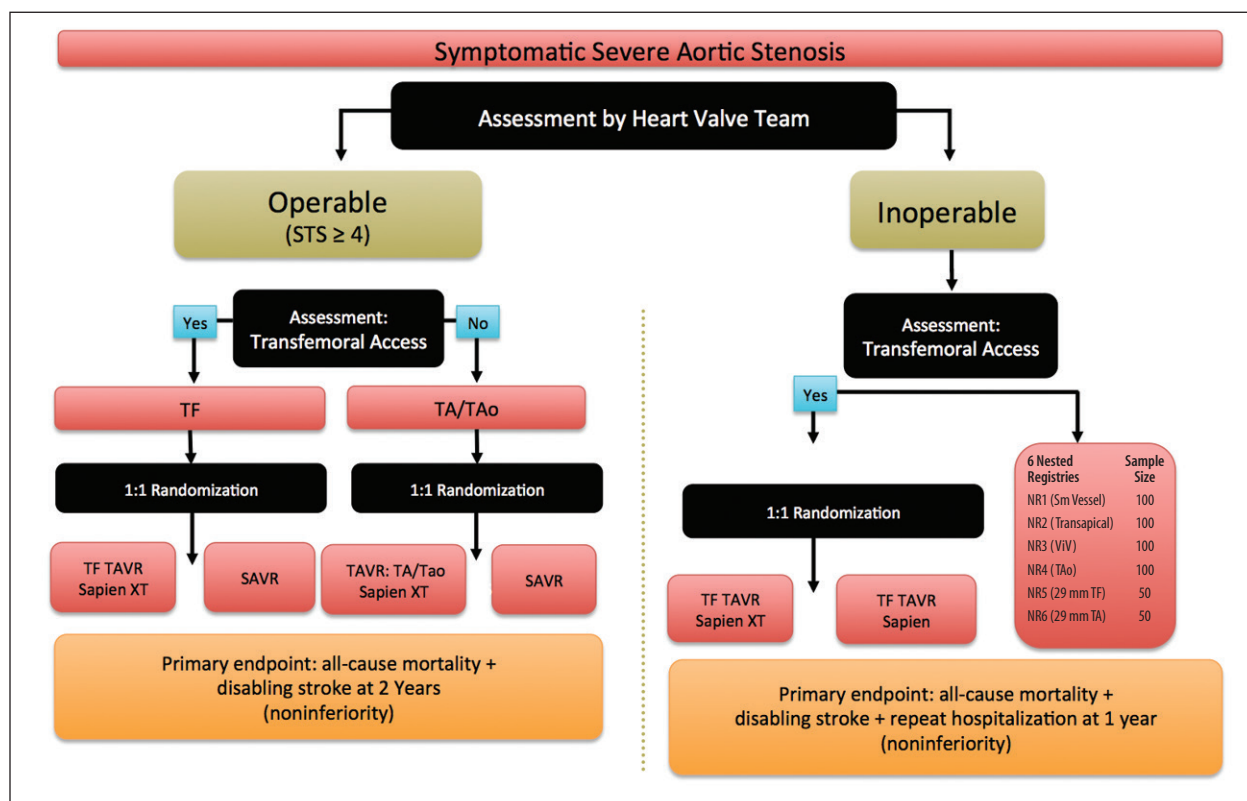 Symptomatic Severe Aortic Stenosis
Assessment by Heart Valve Team
Operable
(STS ≥ 4)
Inoperable
Yes
Assessment:
Transfemoral Access
No
TF
TA/TAo
1:1 Randomization
1:1 Randomization
TF TAVR
Sapien XT
SAVR
TAVR: TA/Tao
Sapien XT
SAVR
Primary endpoint: all-cause mortality +
disabling stroke at 2 Years
(noninferiority)
Assessment:
Transfemoral Access
Yes
1:1 Randomization
TF TAVR
Sapien XT
TF TAVR
Sapien
6 Nested Sample
Registries Size
NR1 (Sm Vessel) 100
NR2 (Transapical) 100
NR3 (ViV) 100
NR4 (TAo) 100
NR5 (29 mm TF) 50
NR6 (29 mm TA) 50
Primary endpoint: all-cause mortality +
disabling stroke + repeat hospitalization at 1 year
(noninferiority)